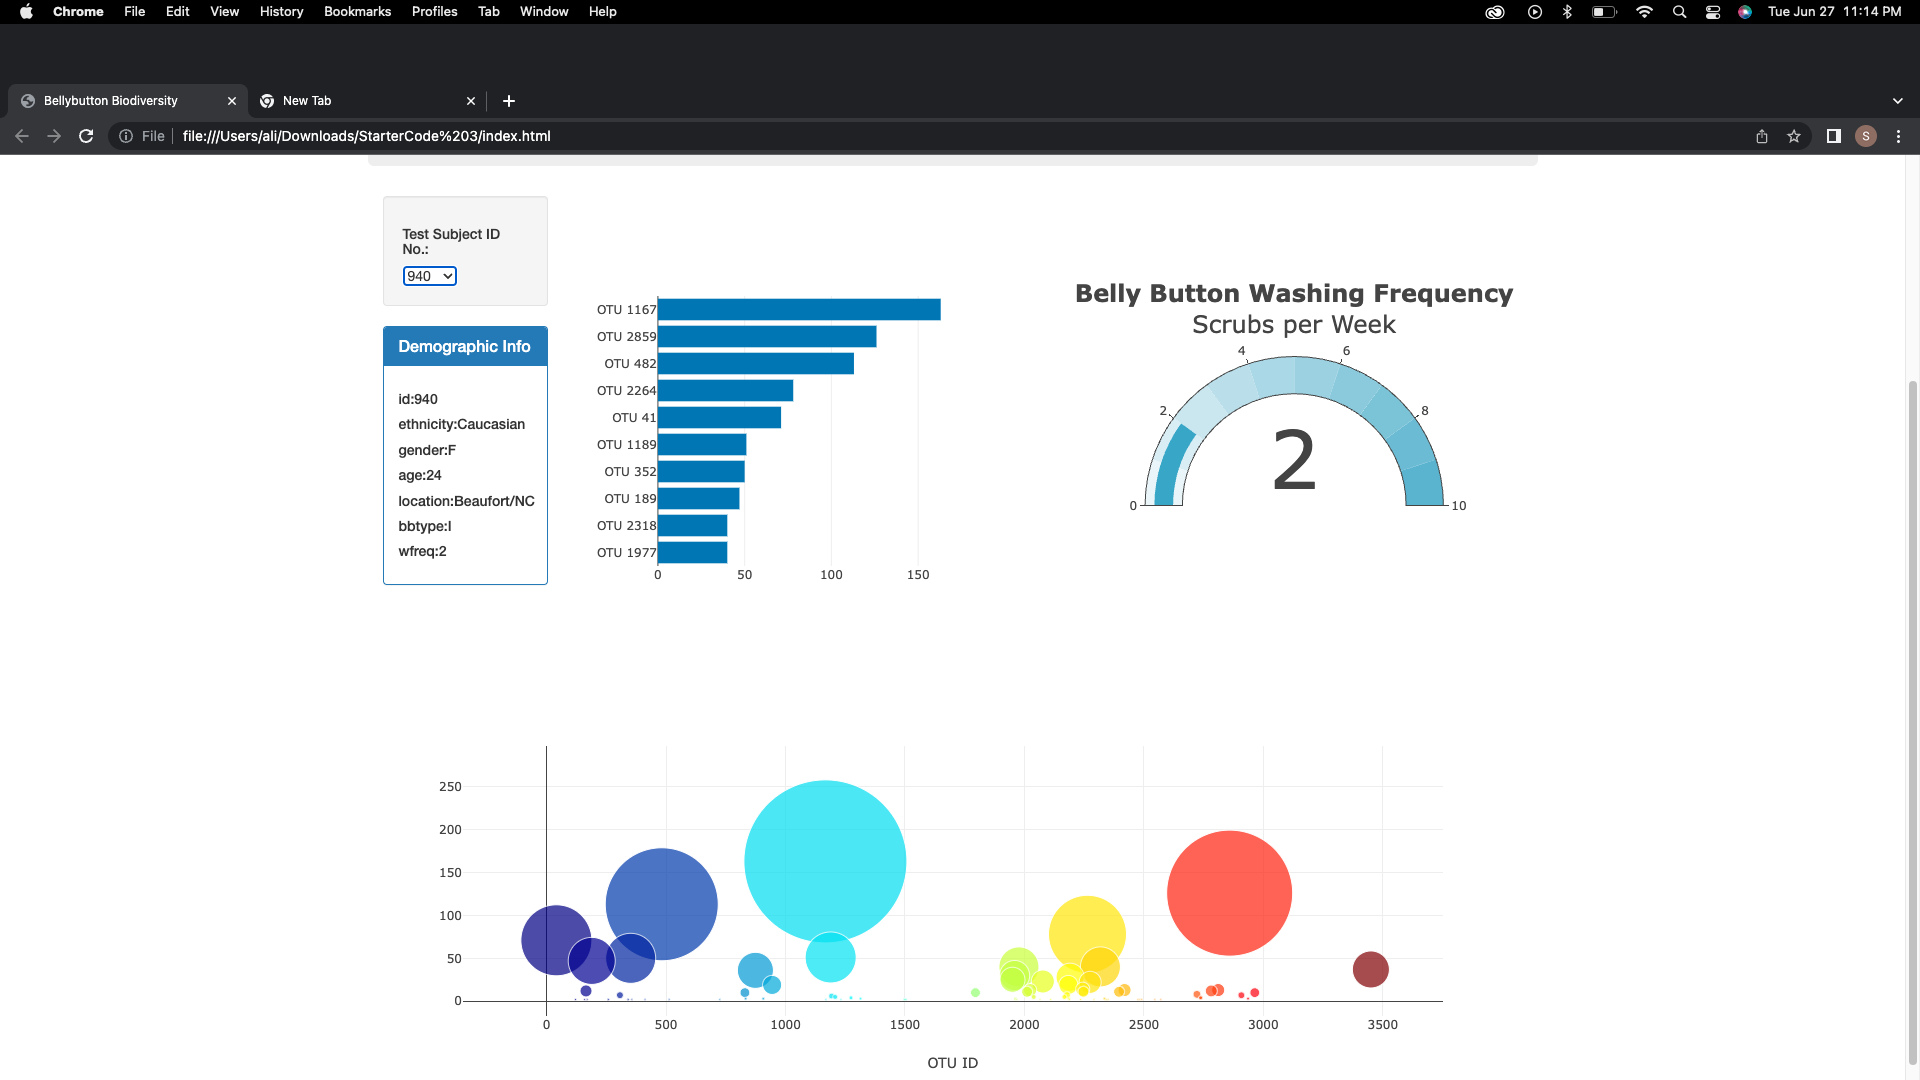 Chrome File Edit View History Bookmarks Profiles Tab Window Help Tue Jun 27 11:14 PM
Bellybutton Biodiversity New Tab
File file:///Users/ali/Downloads/StarterCode%203/index.html S
Test Subject ID
No.:
940
Demographic Info
id:940
ethnicity:Caucasian
gender:F
age:24
location:Beaufort/NC
bbtype:I
wfreq:2
OTU 1167
OTU 2859
OTU 482
OTU 2264
OTU 41
OTU 1189
OTU 352
OTU 189
OTU 2318
OTU 1977
0 50 100 150
Belly Button Washing Frequency
Scrubs per Week
4 6
2 8
2
0 10
250
200
150
100
50
0
0 500 1000 1500 2000 2500 3000 3500
OTU ID